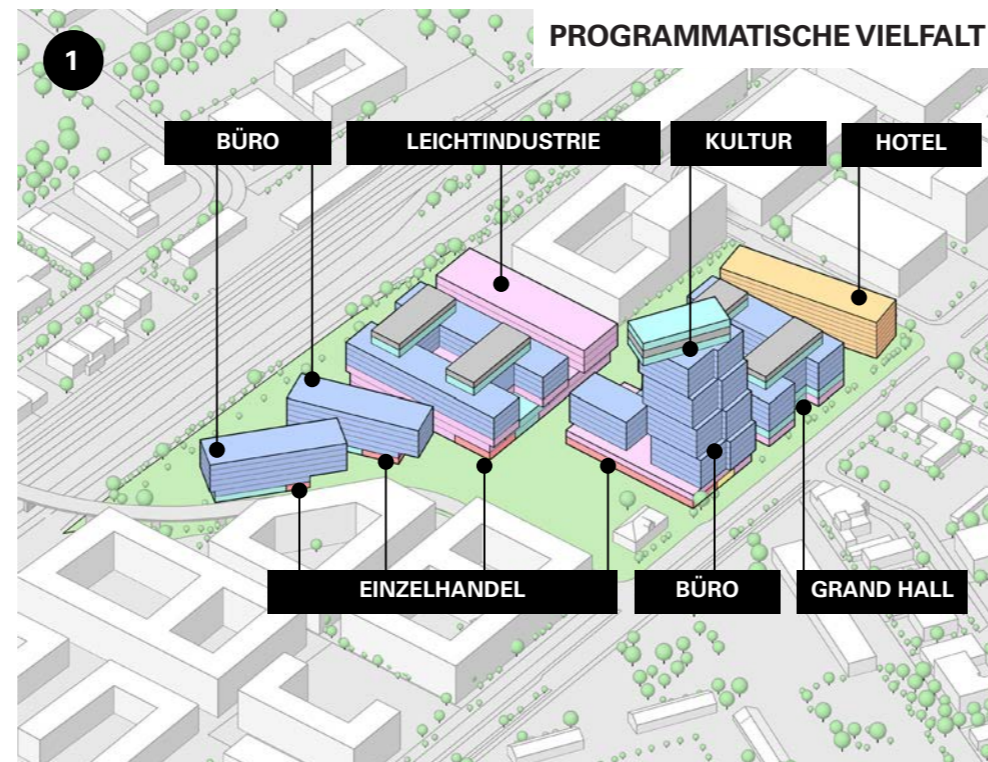 1
PROGRAMMATISCHE VIELFALT
BÜRO
LEICHTINDUSTRIE
KULTUR
HOTEL
EINZELHANDEL
BÜRO
GRAND HALL